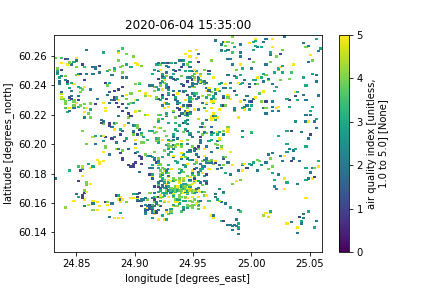 2020-06-04 15:35:00
60.26
60.24
60.22
60.20
60.18
60.16
60.14
latitude [degrees_north]
24.85 24.90 24.95 25.00 25.05
longitude [degrees_east]
5
4
3
2
1
0
air quality index [unitless,
1.0 to 5.0] [None]